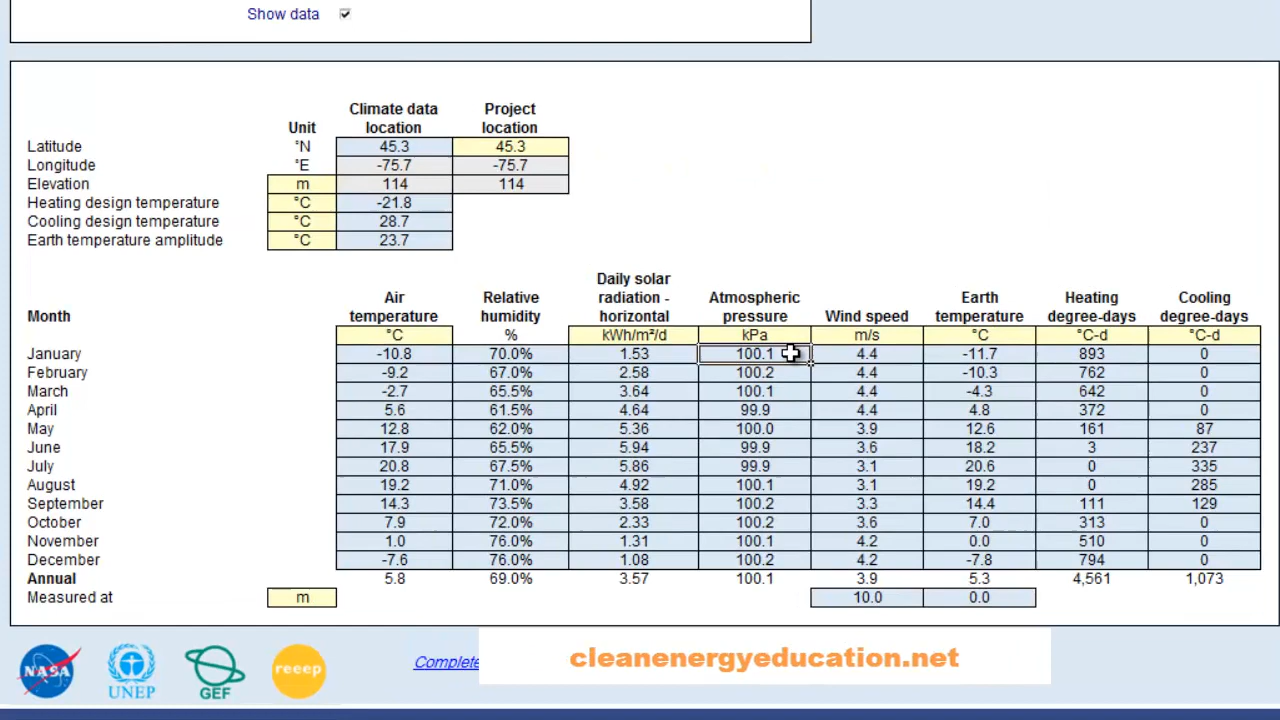 Show data
Climate data location Project location
Unit
Latitude °N 45.3 45.3
Longitude °E -75.7 -75.7
Elevation m 114 114
Heating design temperature °C -21.8
Cooling design temperature °C 28.7
Earth temperature amplitude °C 23.7
Month Air temperature Relative humidity Daily solar radiation - horizontal Atmospheric pressure Wind speed Earth temperature Heating degree-days Cooling degree-days
°C % kWh/m²/d kPa m/s °C °C-d °C-d
January -10.8 70.0% 1.53 100.1 4.4 -11.7 893 0
February -9.2 67.0% 2.58 100.2 4.4 -10.3 762 0
March -2.7 65.5% 3.64 100.1 4.4 -4.3 642 0
April 5.6 61.5% 4.64 99.9 4.4 4.8 372 0
May 12.8 62.0% 5.36 100.0 3.9 12.6 161 87
June 17.9 65.5% 5.94 99.9 3.6 18.2 3 237
July 20.8 67.5% 5.86 99.9 3.1 20.6 0 335
August 19.2 71.0% 4.92 100.1 3.1 19.2 0 285
September 14.3 73.5% 3.58 100.2 3.3 14.4 111 129
October 7.9 72.0% 2.33 100.2 3.6 7.0 313 0
November 1.0 76.0% 1.31 100.1 4.2 0.0 510 0
December -7.6 76.0% 1.08 100.2 4.2 -7.8 794 0
Annual 5.8 69.0% 3.57 100.1 3.9 5.3 4,561 1,073
Measured at m 10.0 0.0
NASA UNEP GEF reeep Complete cleanenergyeducation.net